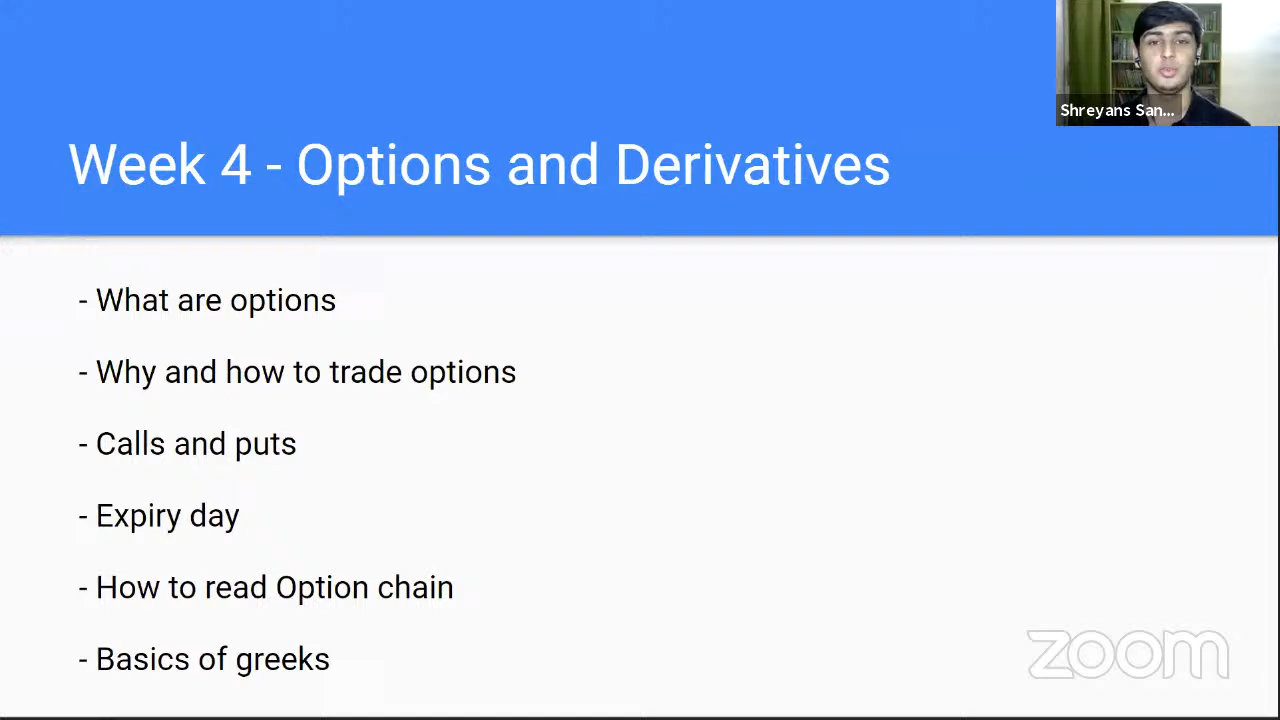 Shreyans San...
Week 4 - Options and Derivatives
- What are options
- Why and how to trade options
- Calls and puts
- Expiry day
- How to read Option chain
- Basics of greeks
zoom